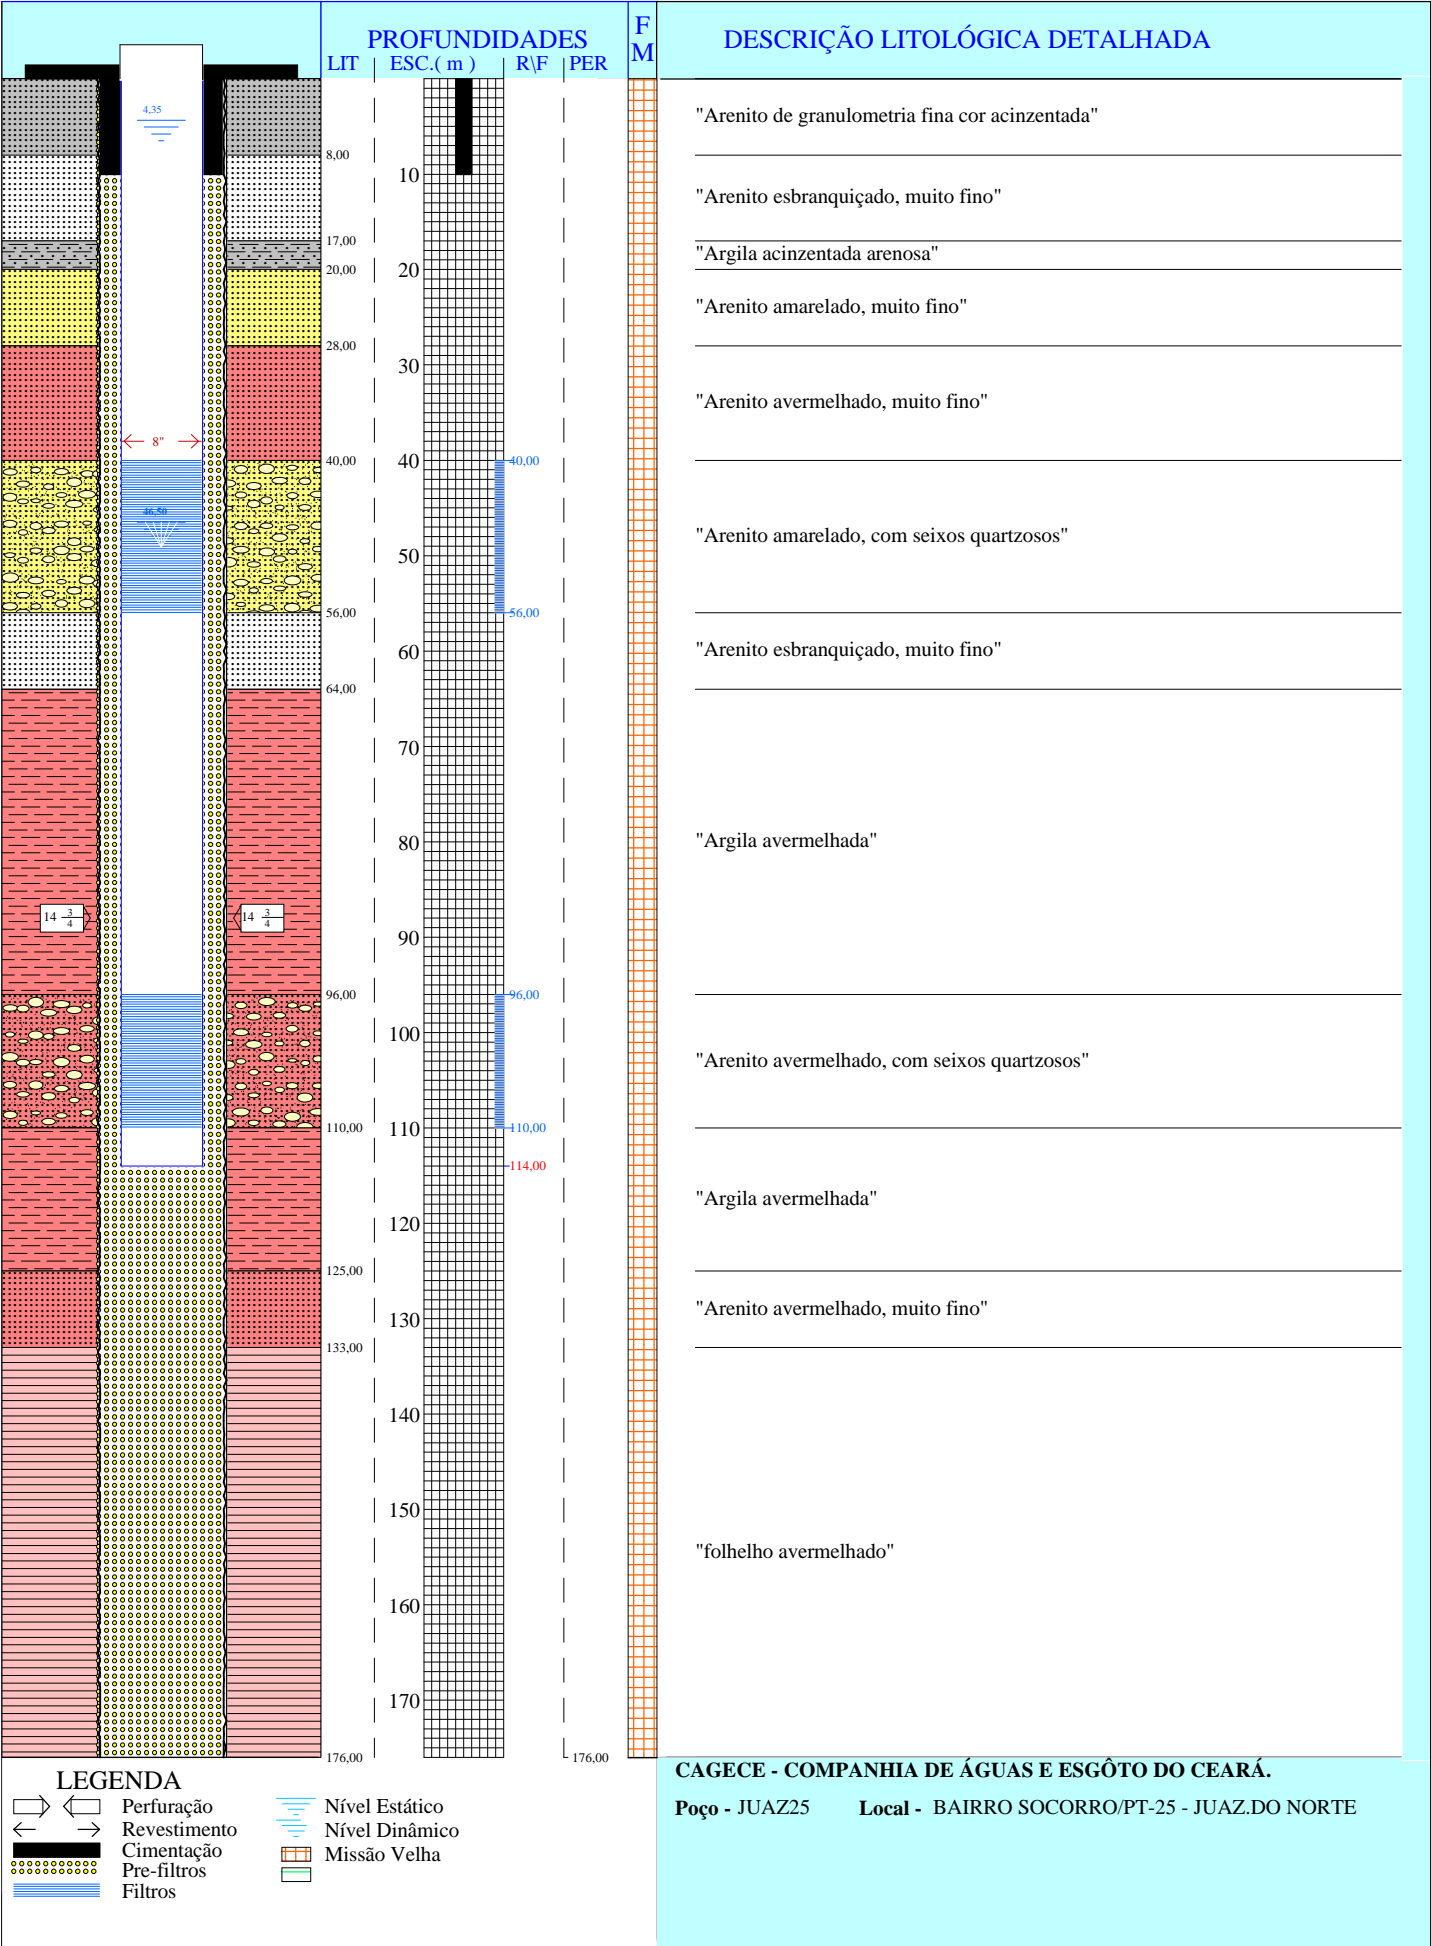 PROFUNDIDADES
F
M
DESCRIÇÃO LITOLÓGICA DETALHADA
LIT
ESC.( m )
R\F
PER
4,35
"Arenito de granulometria fina cor acinzentada"
8,00
10
"Arenito esbranquiçado, muito fino"
17,00
"Argila acinzentada arenosa"
20,00
20
"Arenito amarelado, muito fino"
28,00
30
"Arenito avermelhado, muito fino"
8"
40,00
40
40,00
46,50
"Arenito amarelado, com seixos quartzosos"
50
56,00
56,00
60
"Arenito esbranquiçado, muito fino"
64,00
70
80
"Argila avermelhada"
14 3/4
14 3/4
90
96,00
96,00
100
"Arenito avermelhado, com seixos quartzosos"
110,00
110
110,00
114,00
"Argila avermelhada"
120
125,00
130
"Arenito avermelhado, muito fino"
133,00
140
150
"folhelho avermelhado"
160
170
176,00
176,00
LEGENDA
Perfuração
Revestimento
Cimentação
Pre-filtros
Filtros
Nível Estático
Nível Dinâmico
Missão Velha
CAGECE - COMPANHIA DE ÁGUAS E ESGÔTO DO CEARÁ.
Poço - JUAZ25 Local - BAIRRO SOCORRO/PT-25 - JUAZ.DO NORTE